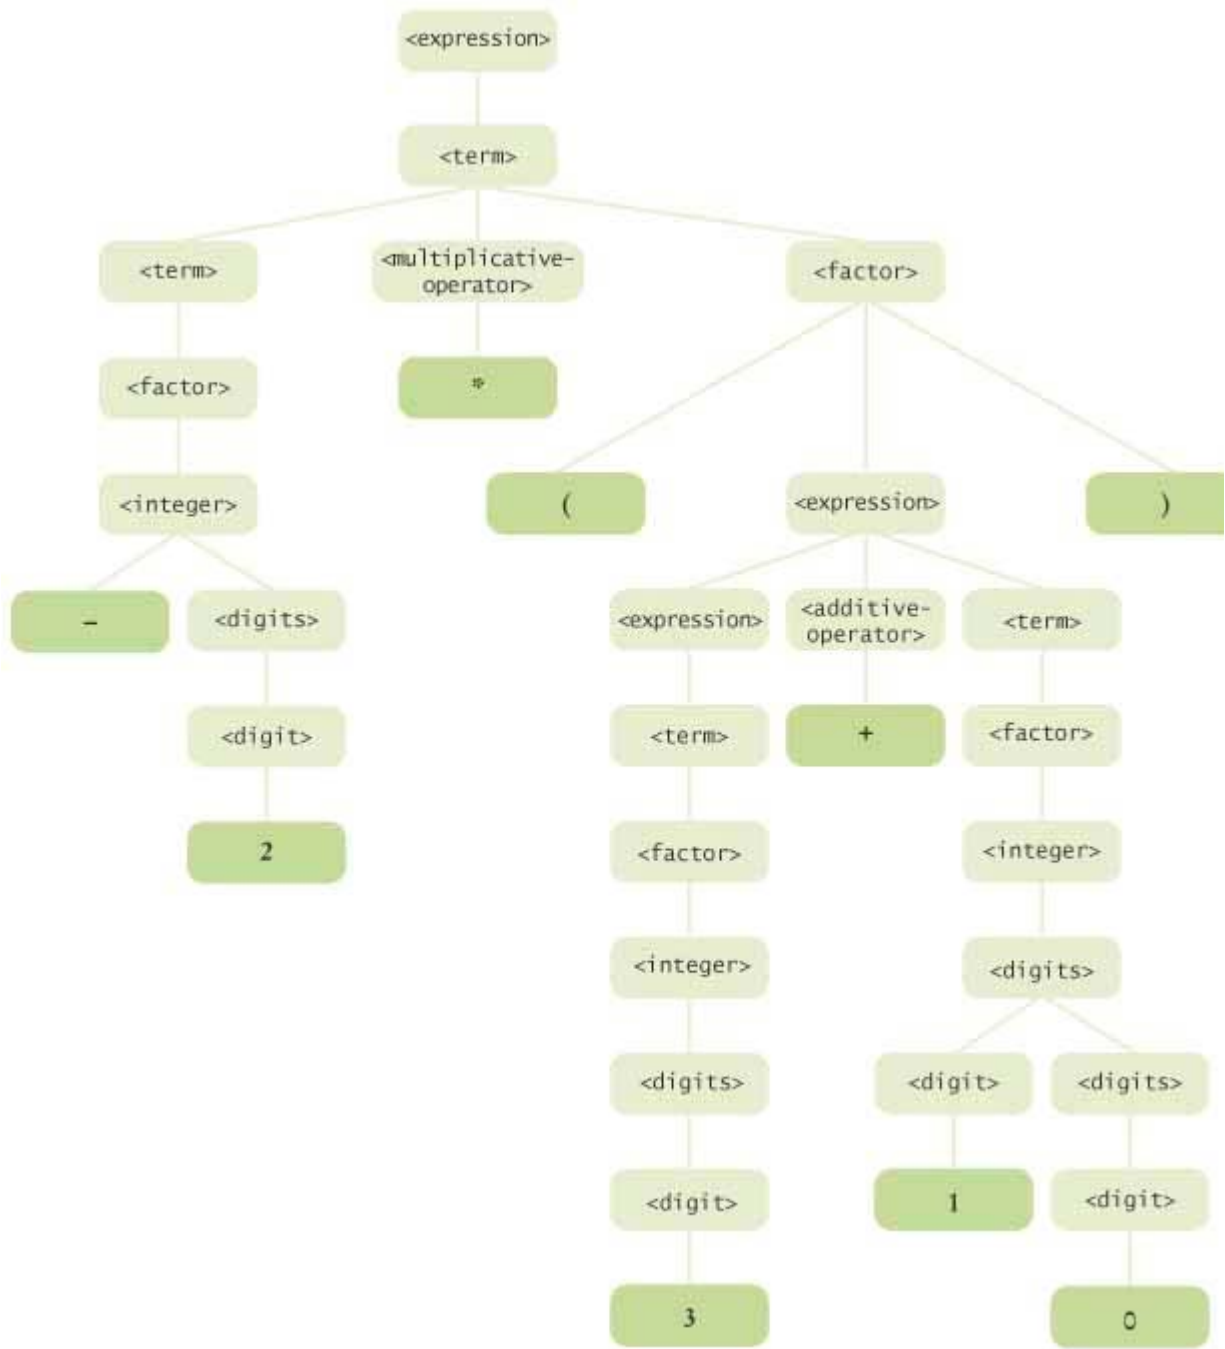 <expression>
<term>
<term>
<multiplicative-
operator>
<factor>
<factor>
*
<integer>
(
<expression>
)
-
<digits>
<expression>
<additive-
operator>
<term>
<digit>
<term>
+
<factor>
2
<factor>
<integer>
<integer>
<digits>
<digits>
<digit>
<digits>
<digit>
1
<digit>
3
0